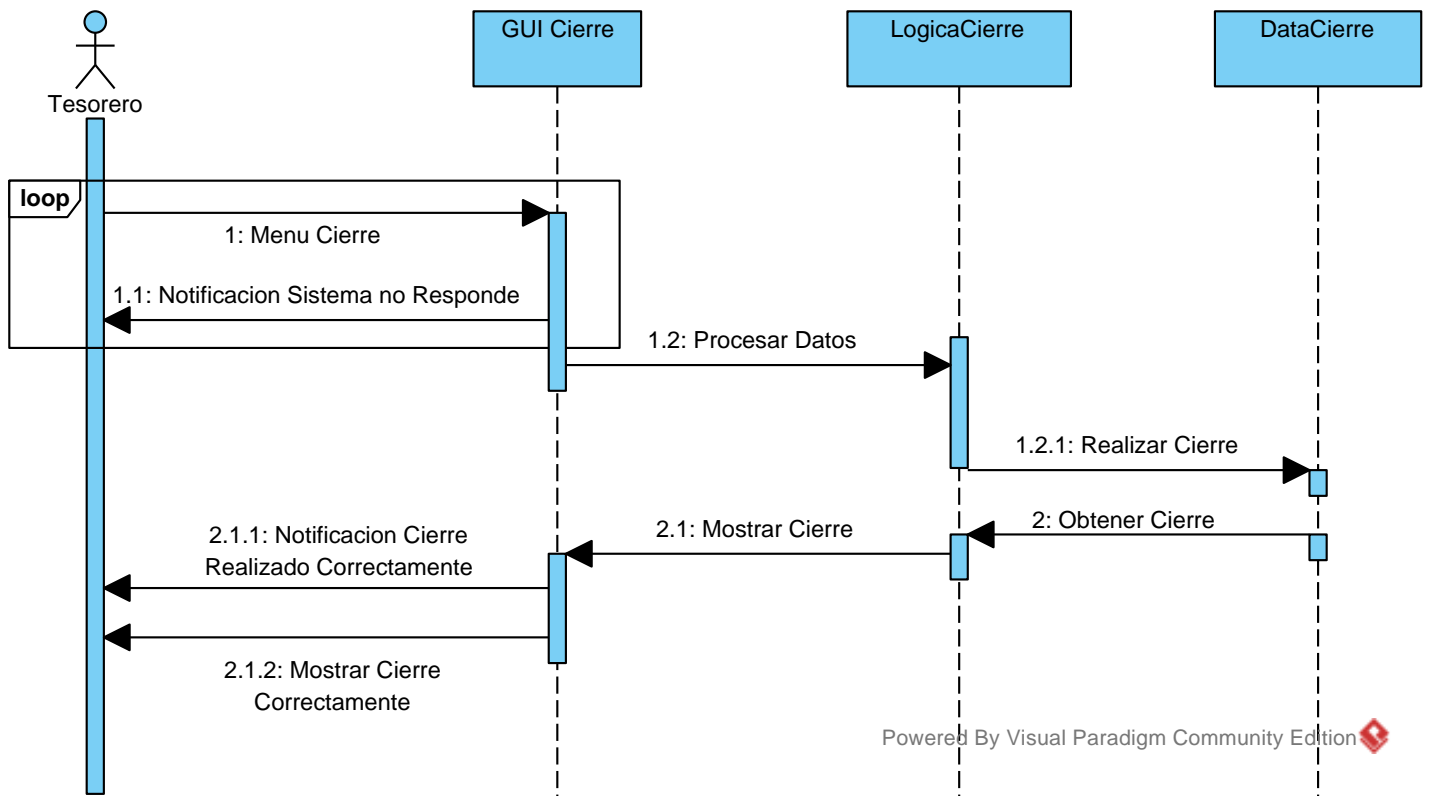 GUI Cierre
LogicaCierre
DataCierre
Tesorero
loop
1: Menu Cierre
1.1: Notificacion Sistema no Responde
1.2: Procesar Datos
1.2.1: Realizar Cierre
2: Obtener Cierre
2.1: Mostrar Cierre
2.1.1: Notificacion Cierre
Realizado Correctamente
2.1.2: Mostrar Cierre
Correctamente
Powered By Visual Paradigm Community Edition